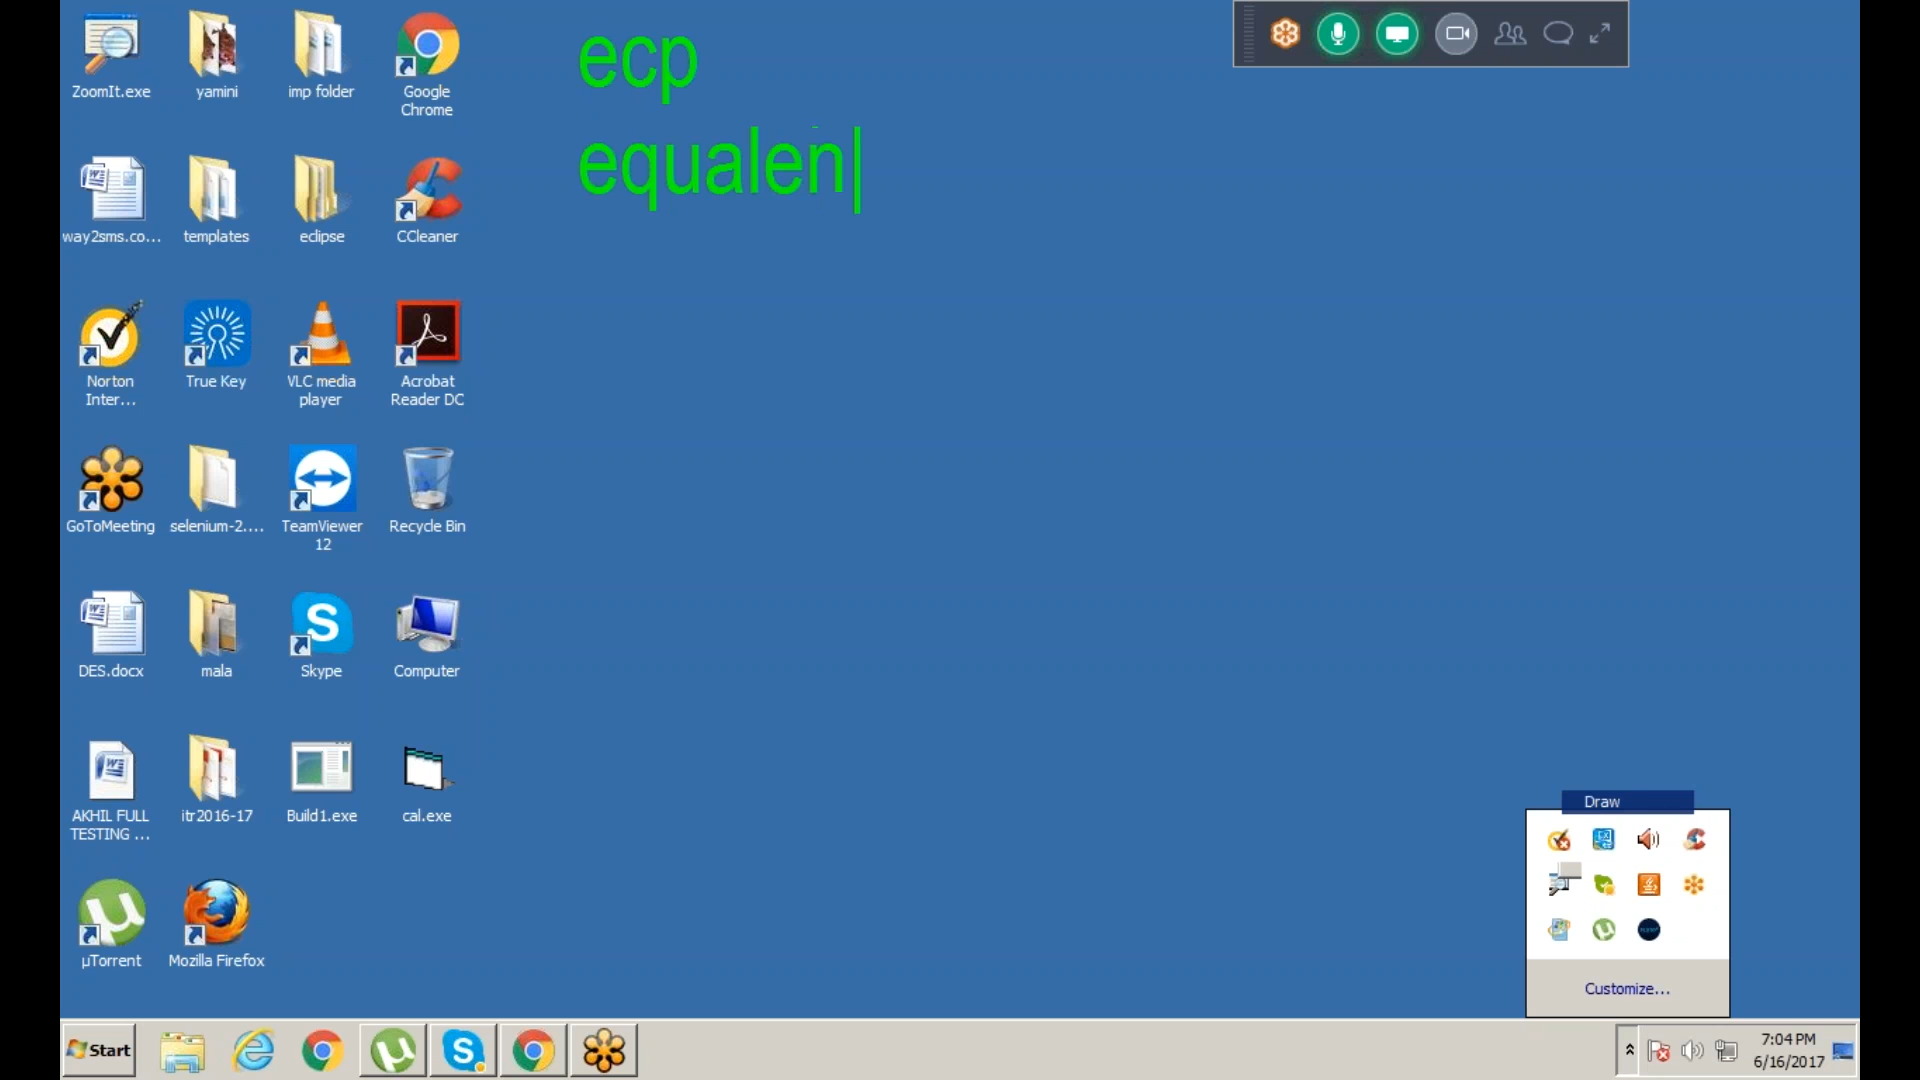 ecp
equalen
ZoomIt.exe
yamini
imp folder
Google
Chrome
way2sms.co...
templates
eclipse
CCleaner
Norton
Inter...
True Key
VLC media
player
Acrobat
Reader DC
GoToMeeting
selenium-2....
TeamViewer
12
Recycle Bin
DES.docx
mala
Skype
Computer
AKHIL FULL
TESTING ...
itr2016-17
Build1.exe
cal.exe
µTorrent
Mozilla Firefox
Draw
Customize...
Start
7:04 PM
6/16/2017